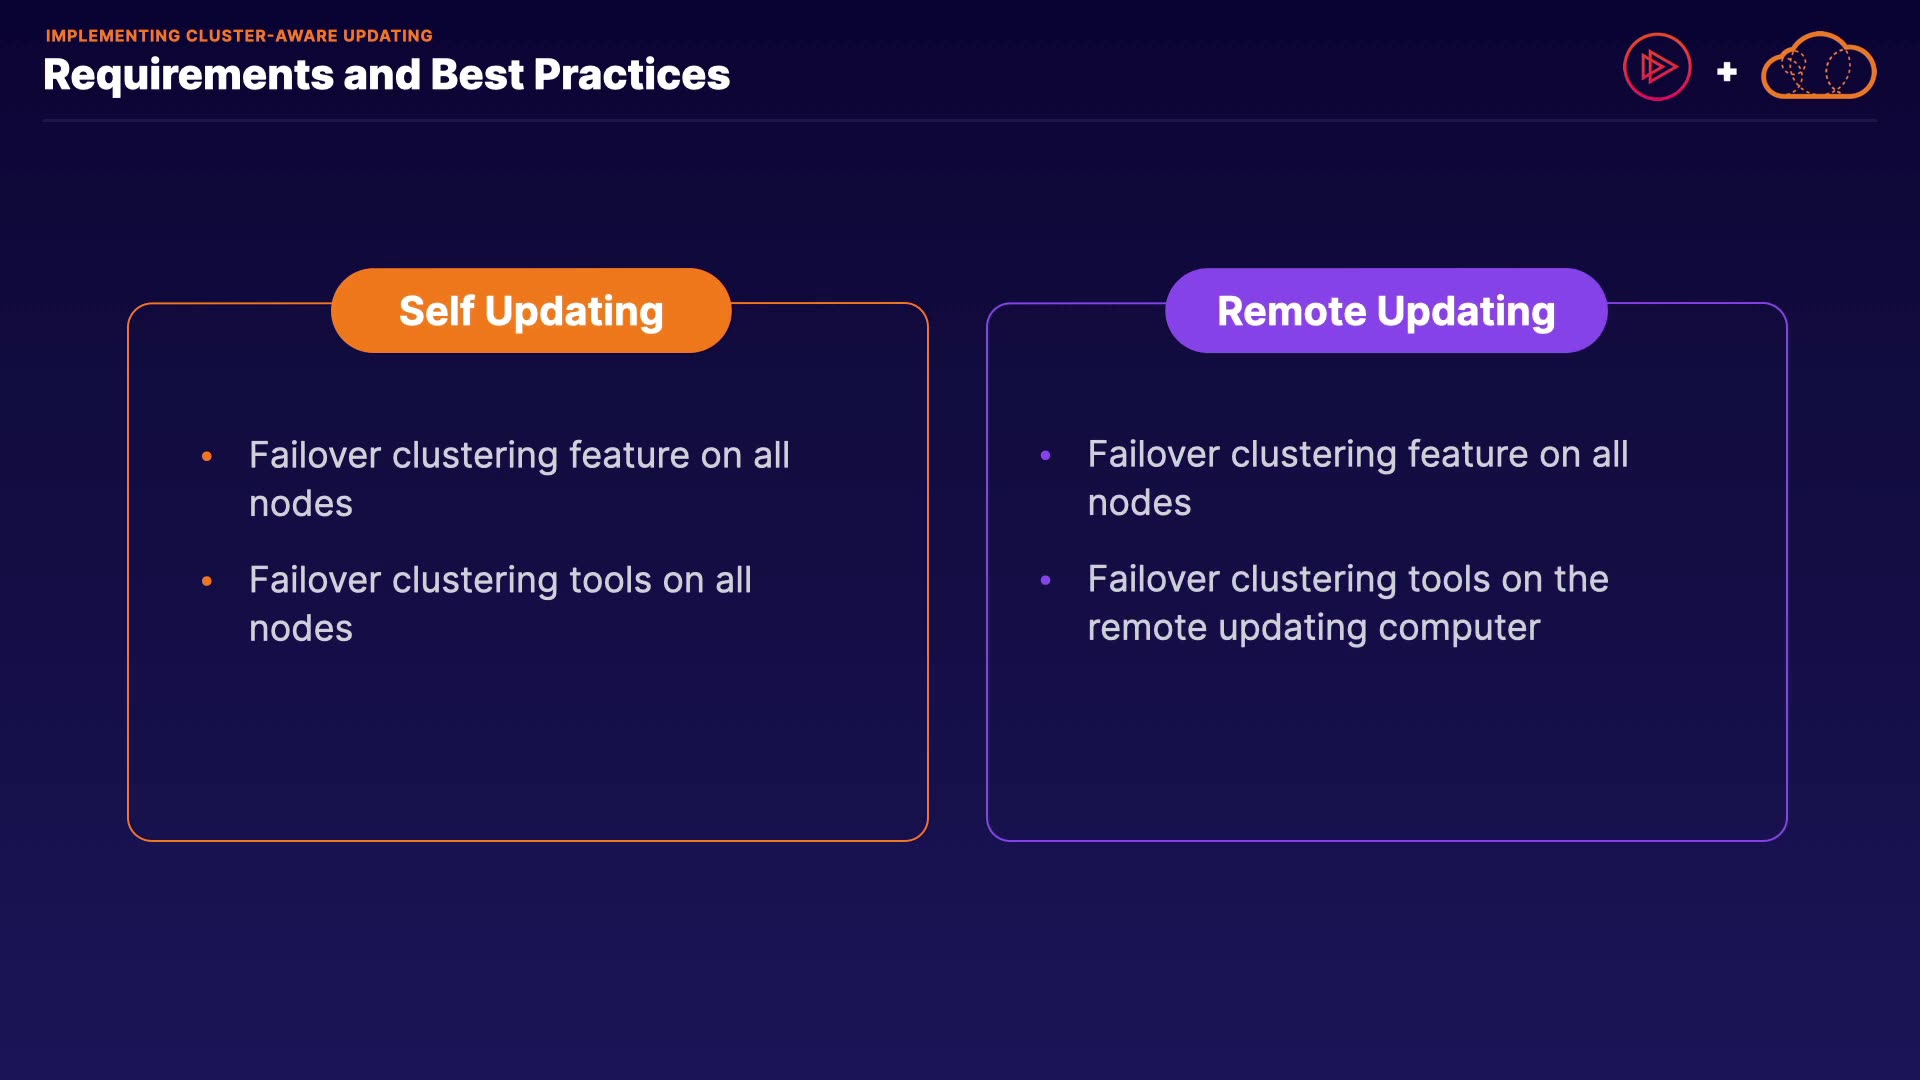 IMPLEMENTING CLUSTER-AWARE UPDATING
Requirements and Best Practices
+
Self Updating
• Failover clustering feature on all
nodes
• Failover clustering tools on all
nodes
Remote Updating
• Failover clustering feature on all
nodes
• Failover clustering tools on the
remote updating computer